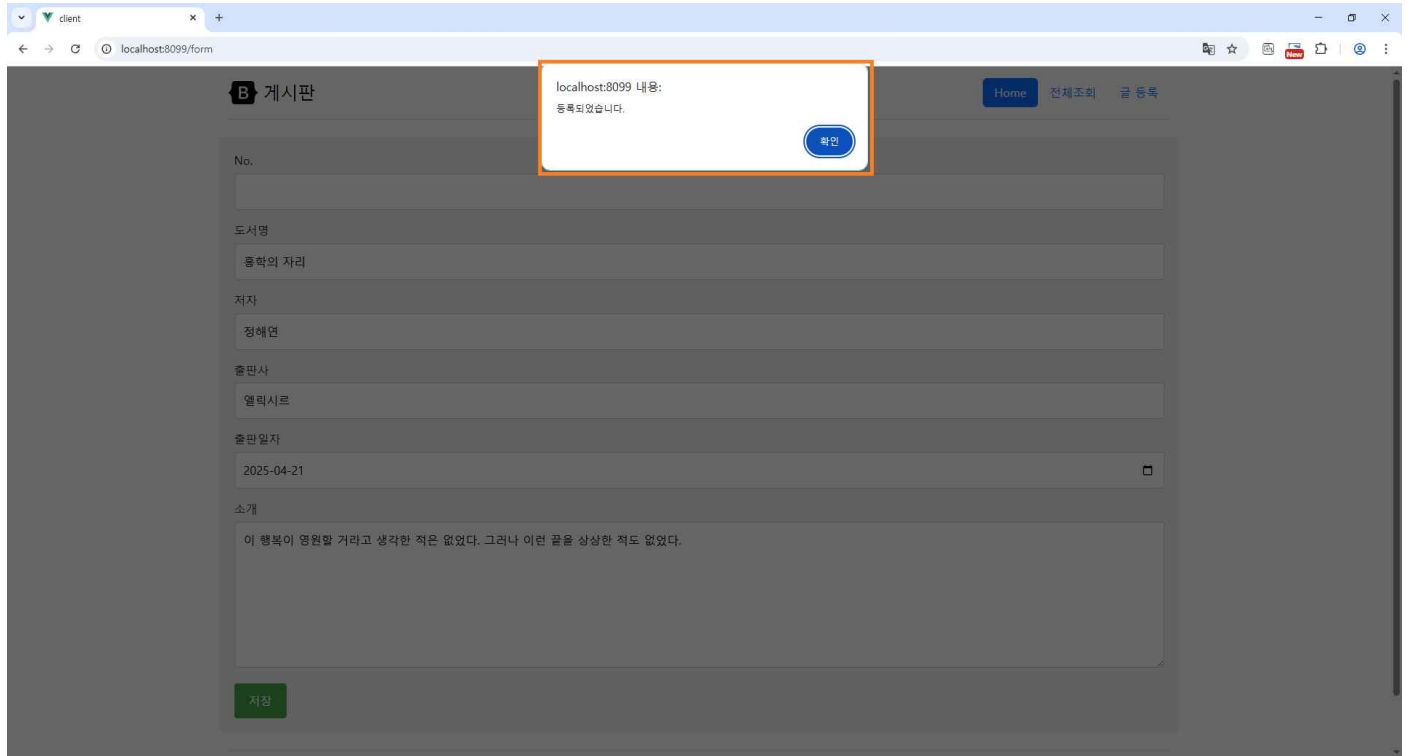 client
localhost:8099/form
New
B 게시판
Home 전체조회 글 등록
localhost:8099 내용:
등록되었습니다.
확인
No.
도서명
홍학의 자리
저자
정해연
출판사
엘릭시르
출판일자
2025-04-21
소개
이 행복이 영원할 거라고 생각한 적은 없었다. 그러나 이런 끝을 상상한 적도 없었다.
저장